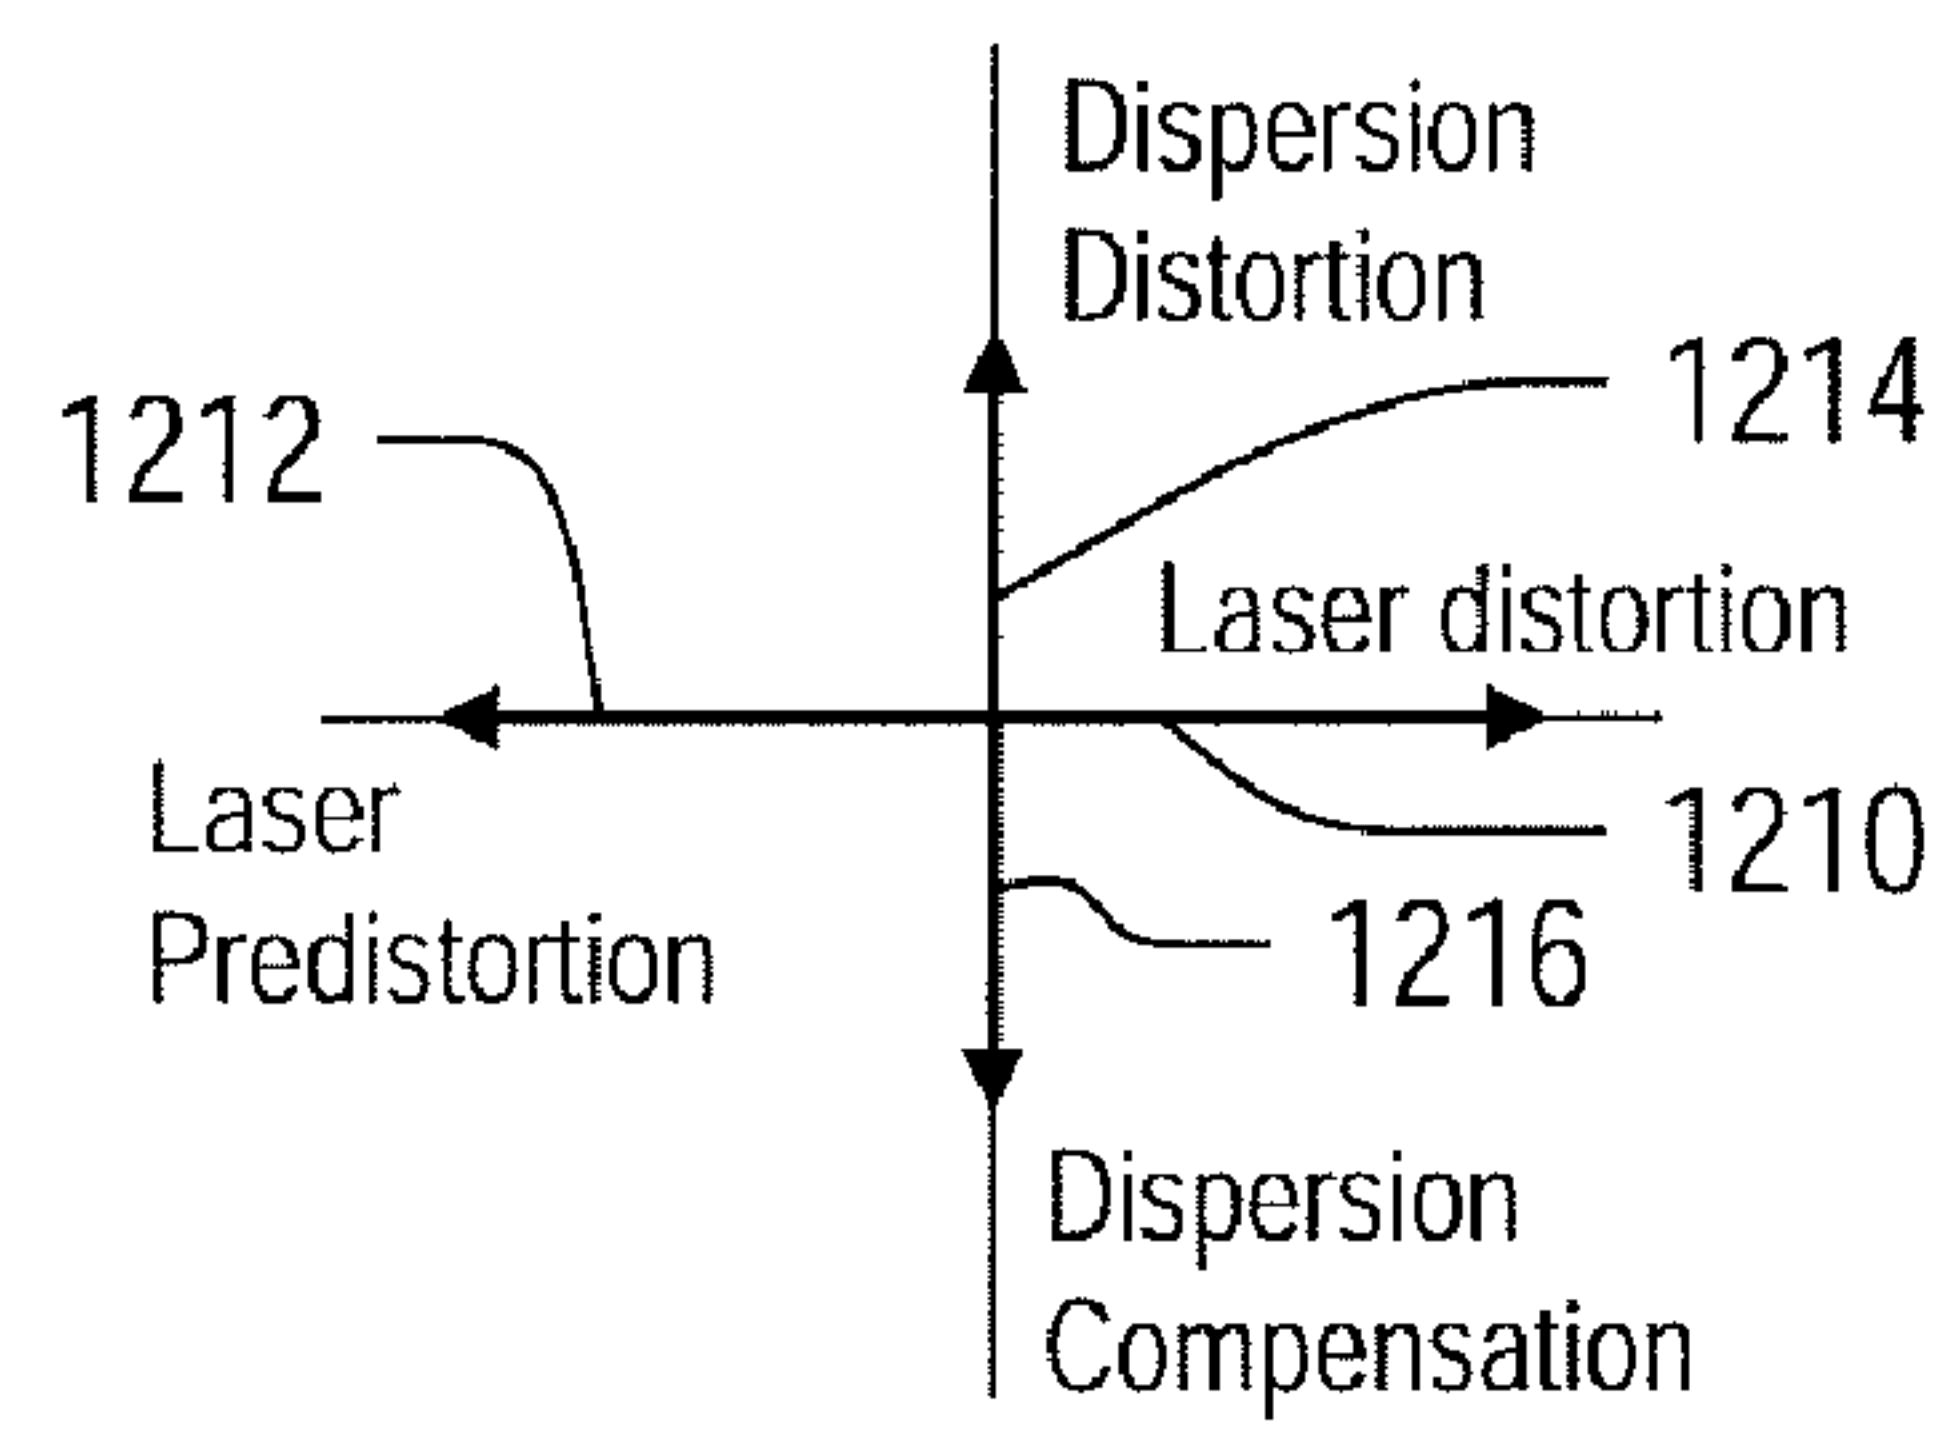 Dispersion
Distortion
1214
1212
Laser distortion
Laser
Predistortion
1210
1216
Dispersion
Compensation